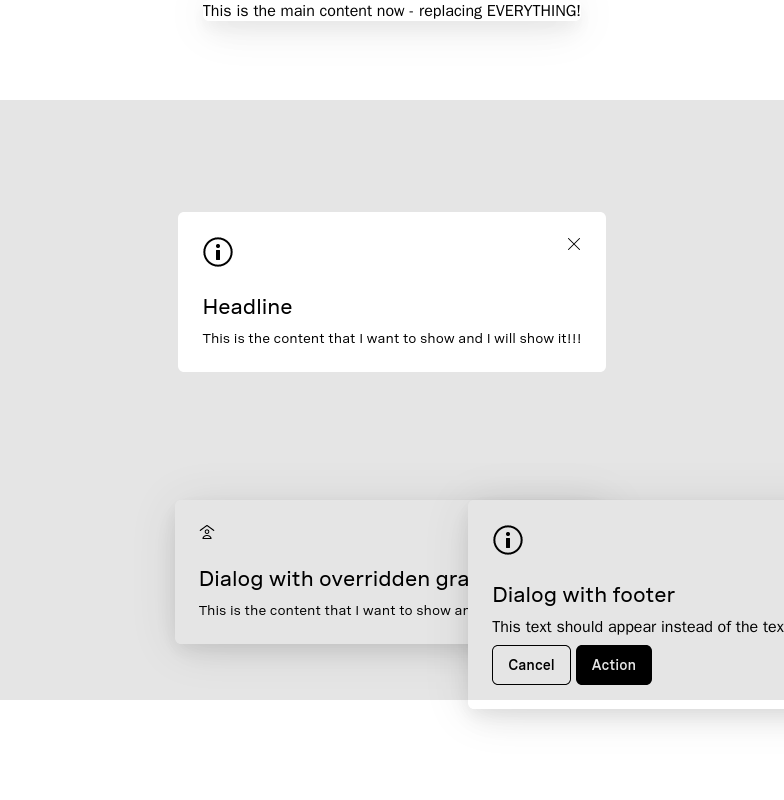 This is the main content now - replacing EVERYTHING!
Headline
This is the content that I want to show and I will show it!!!
Dialog with overridden gra
This is the content that I want to show
Dialog with footer
This text should appear instead of the
Cancel
Action